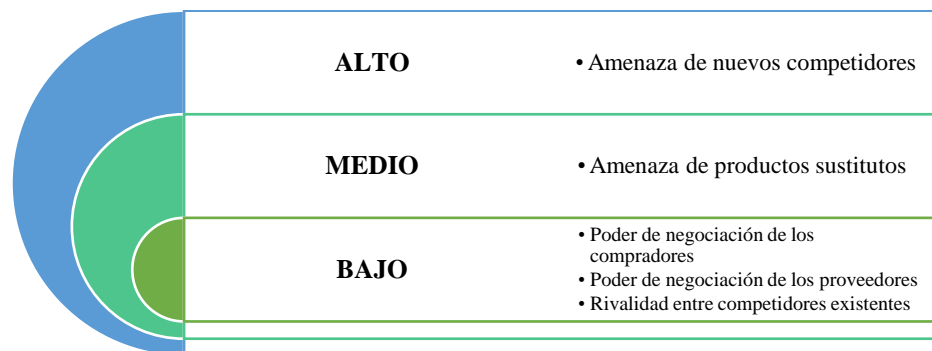 ALTO
• Amenaza de nuevos competidores
MEDIO
• Amenaza de productos sustitutos
BAJO
• Poder de negociación de los
compradores
• Poder de negociación de los proveedores
• Rivalidad entre competidores existentes